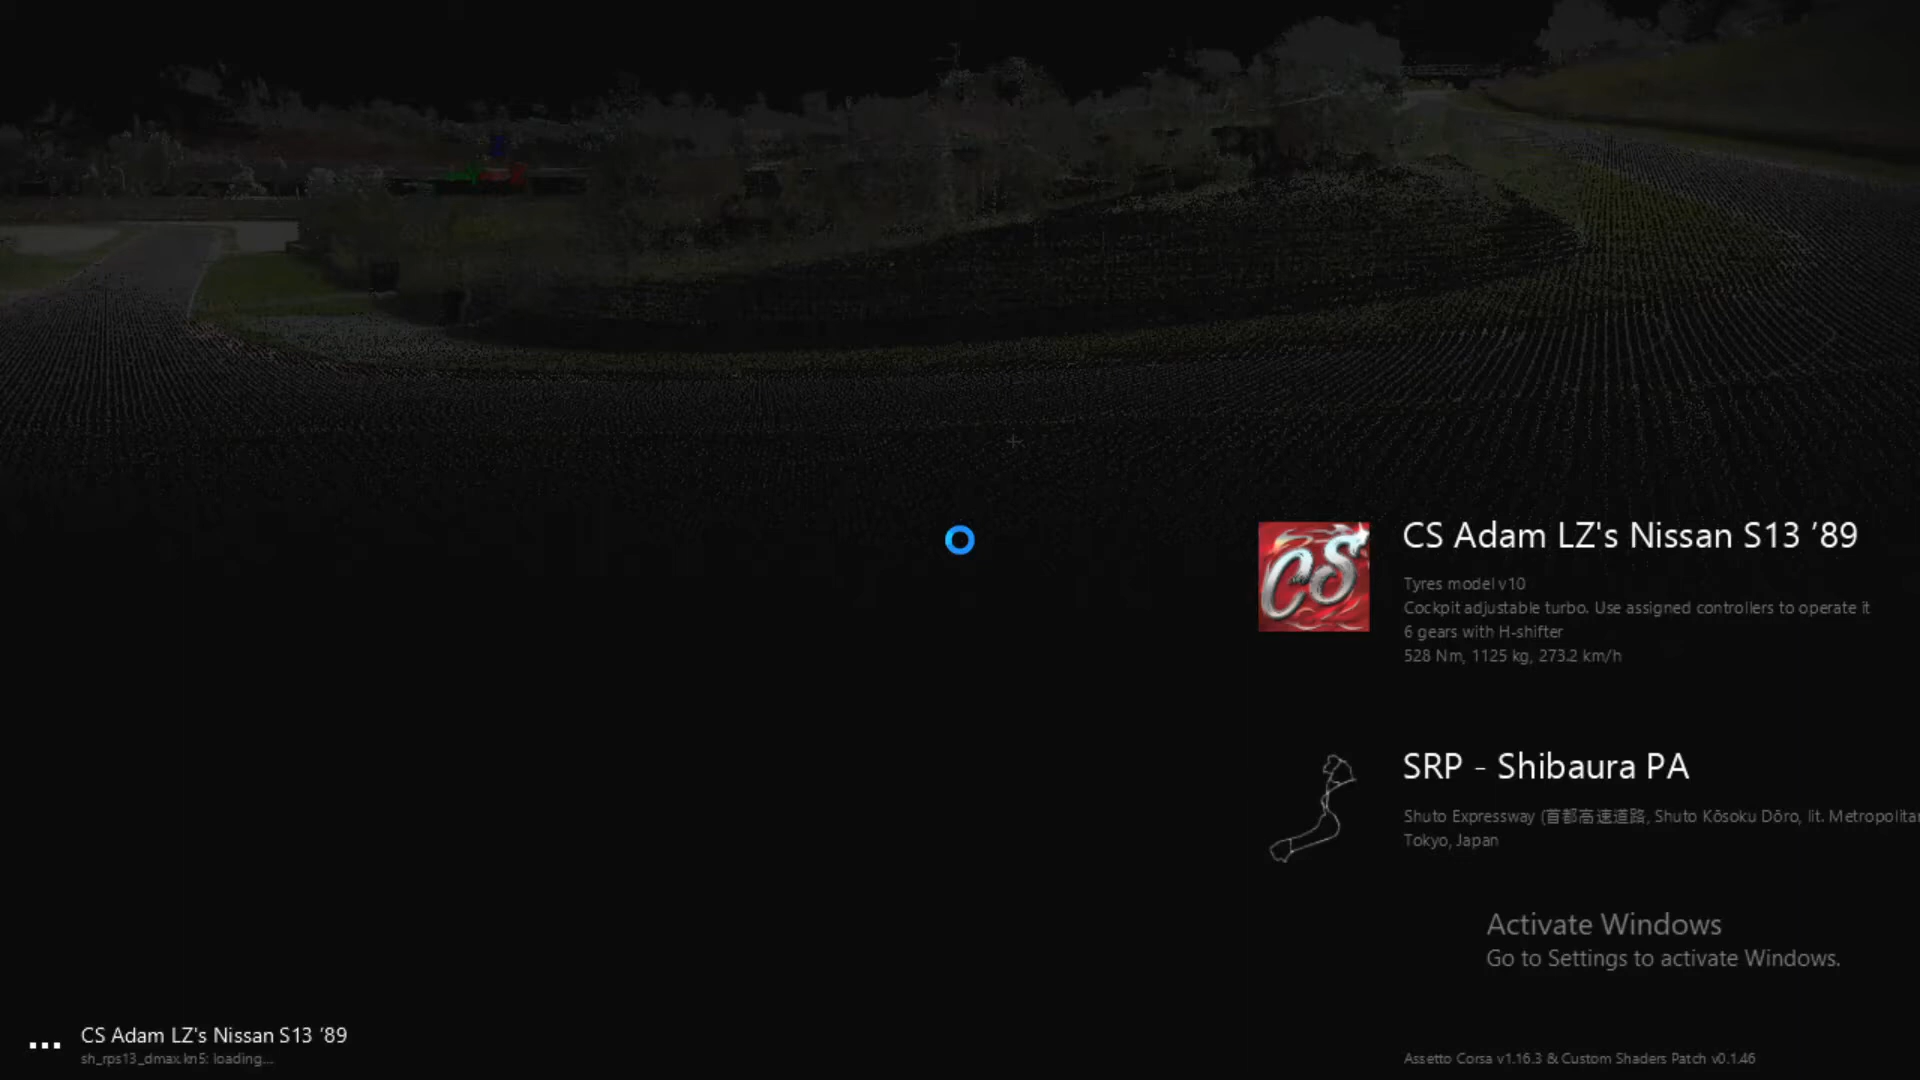 CS
CS Adam LZ's Nissan S13 ’89
Tyres model v10
Cockpit adjustable turbo. Use assigned controllers to operate it
6 gears with H-shifter
528 Nm, 1125 kg, 273.2 km/h
SRP - Shibaura PA
Shuto Expressway (首都高速道路, Shuto Kōsoku Dōro, lit. Metropolitan
Tokyo, Japan
Activate Windows
Go to Settings to activate Windows.
CS Adam LZ's Nissan S13 ’89
sh_rps13_dmax.kn5: loading...
Assetto Corsa v1.16.3 & Custom Shaders Patch v0.1.46